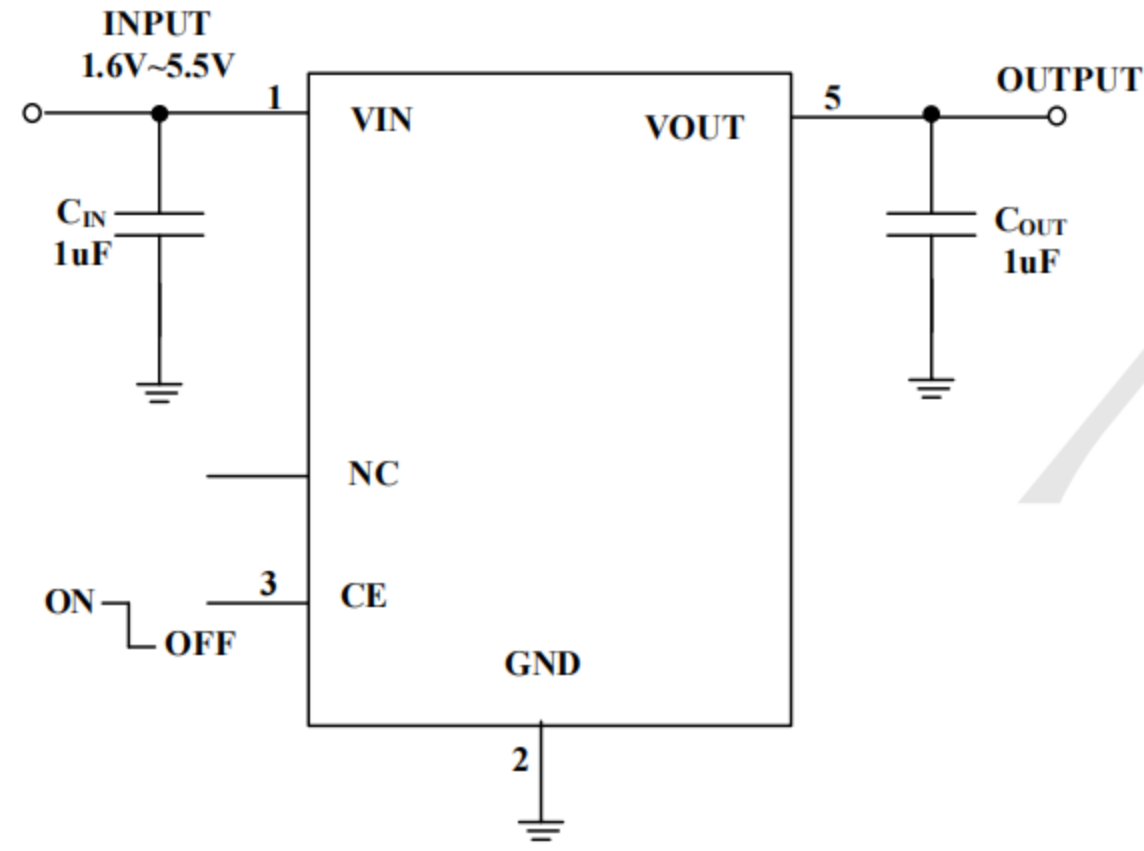 INPUT
1.6V~5.5V
OUTPUT
1
5
VIN
VOUT
CIN
1uF
COUT
1uF
NC
3
CE
ON
OFF
GND
2